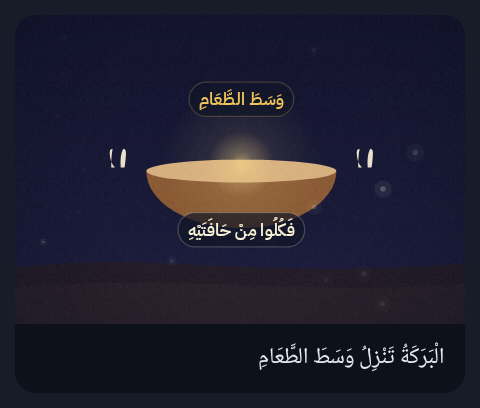 وَسَطَ الطَّعَامِ
فَكُلُوا مِنْ حَافَتَيْهِ
الْبَرَكَةُ تَنْزِلُ وَسَطَ الطَّعَامِ